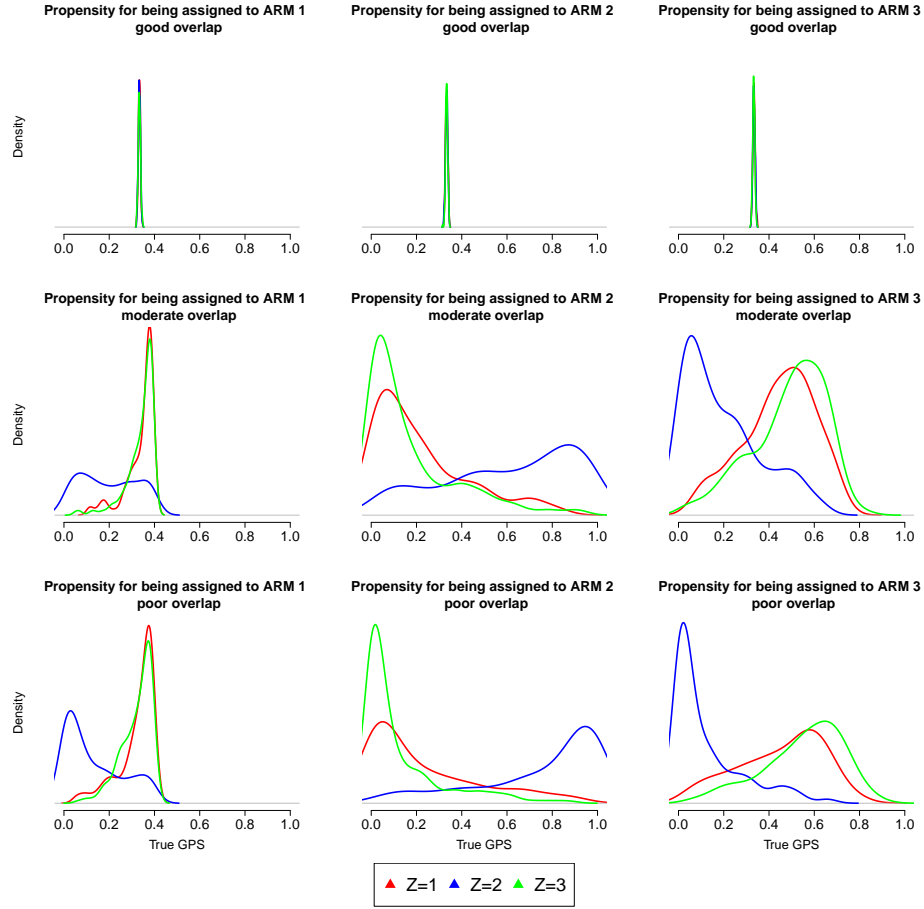 Propensity for being assigned to ARM 1
good overlap
Propensity for being assigned to ARM 2
good overlap
Propensity for being assigned to ARM 3
good overlap
Density
0.0 0.2 0.4 0.6 0.8 1.0
0.0 0.2 0.4 0.6 0.8 1.0
0.0 0.2 0.4 0.6 0.8 1.0
Propensity for being assigned to ARM 1
moderate overlap
Propensity for being assigned to ARM 2
moderate overlap
Propensity for being assigned to ARM 3
moderate overlap
Density
0.0 0.2 0.4 0.6 0.8 1.0
0.0 0.2 0.4 0.6 0.8 1.0
0.0 0.2 0.4 0.6 0.8 1.0
Propensity for being assigned to ARM 1
poor overlap
Propensity for being assigned to ARM 2
poor overlap
Propensity for being assigned to ARM 3
poor overlap
Density
0.0 0.2 0.4 0.6 0.8 1.0
True GPS
0.0 0.2 0.4 0.6 0.8 1.0
True GPS
0.0 0.2 0.4 0.6 0.8 1.0
True GPS
Z=1 Z=2 Z=3